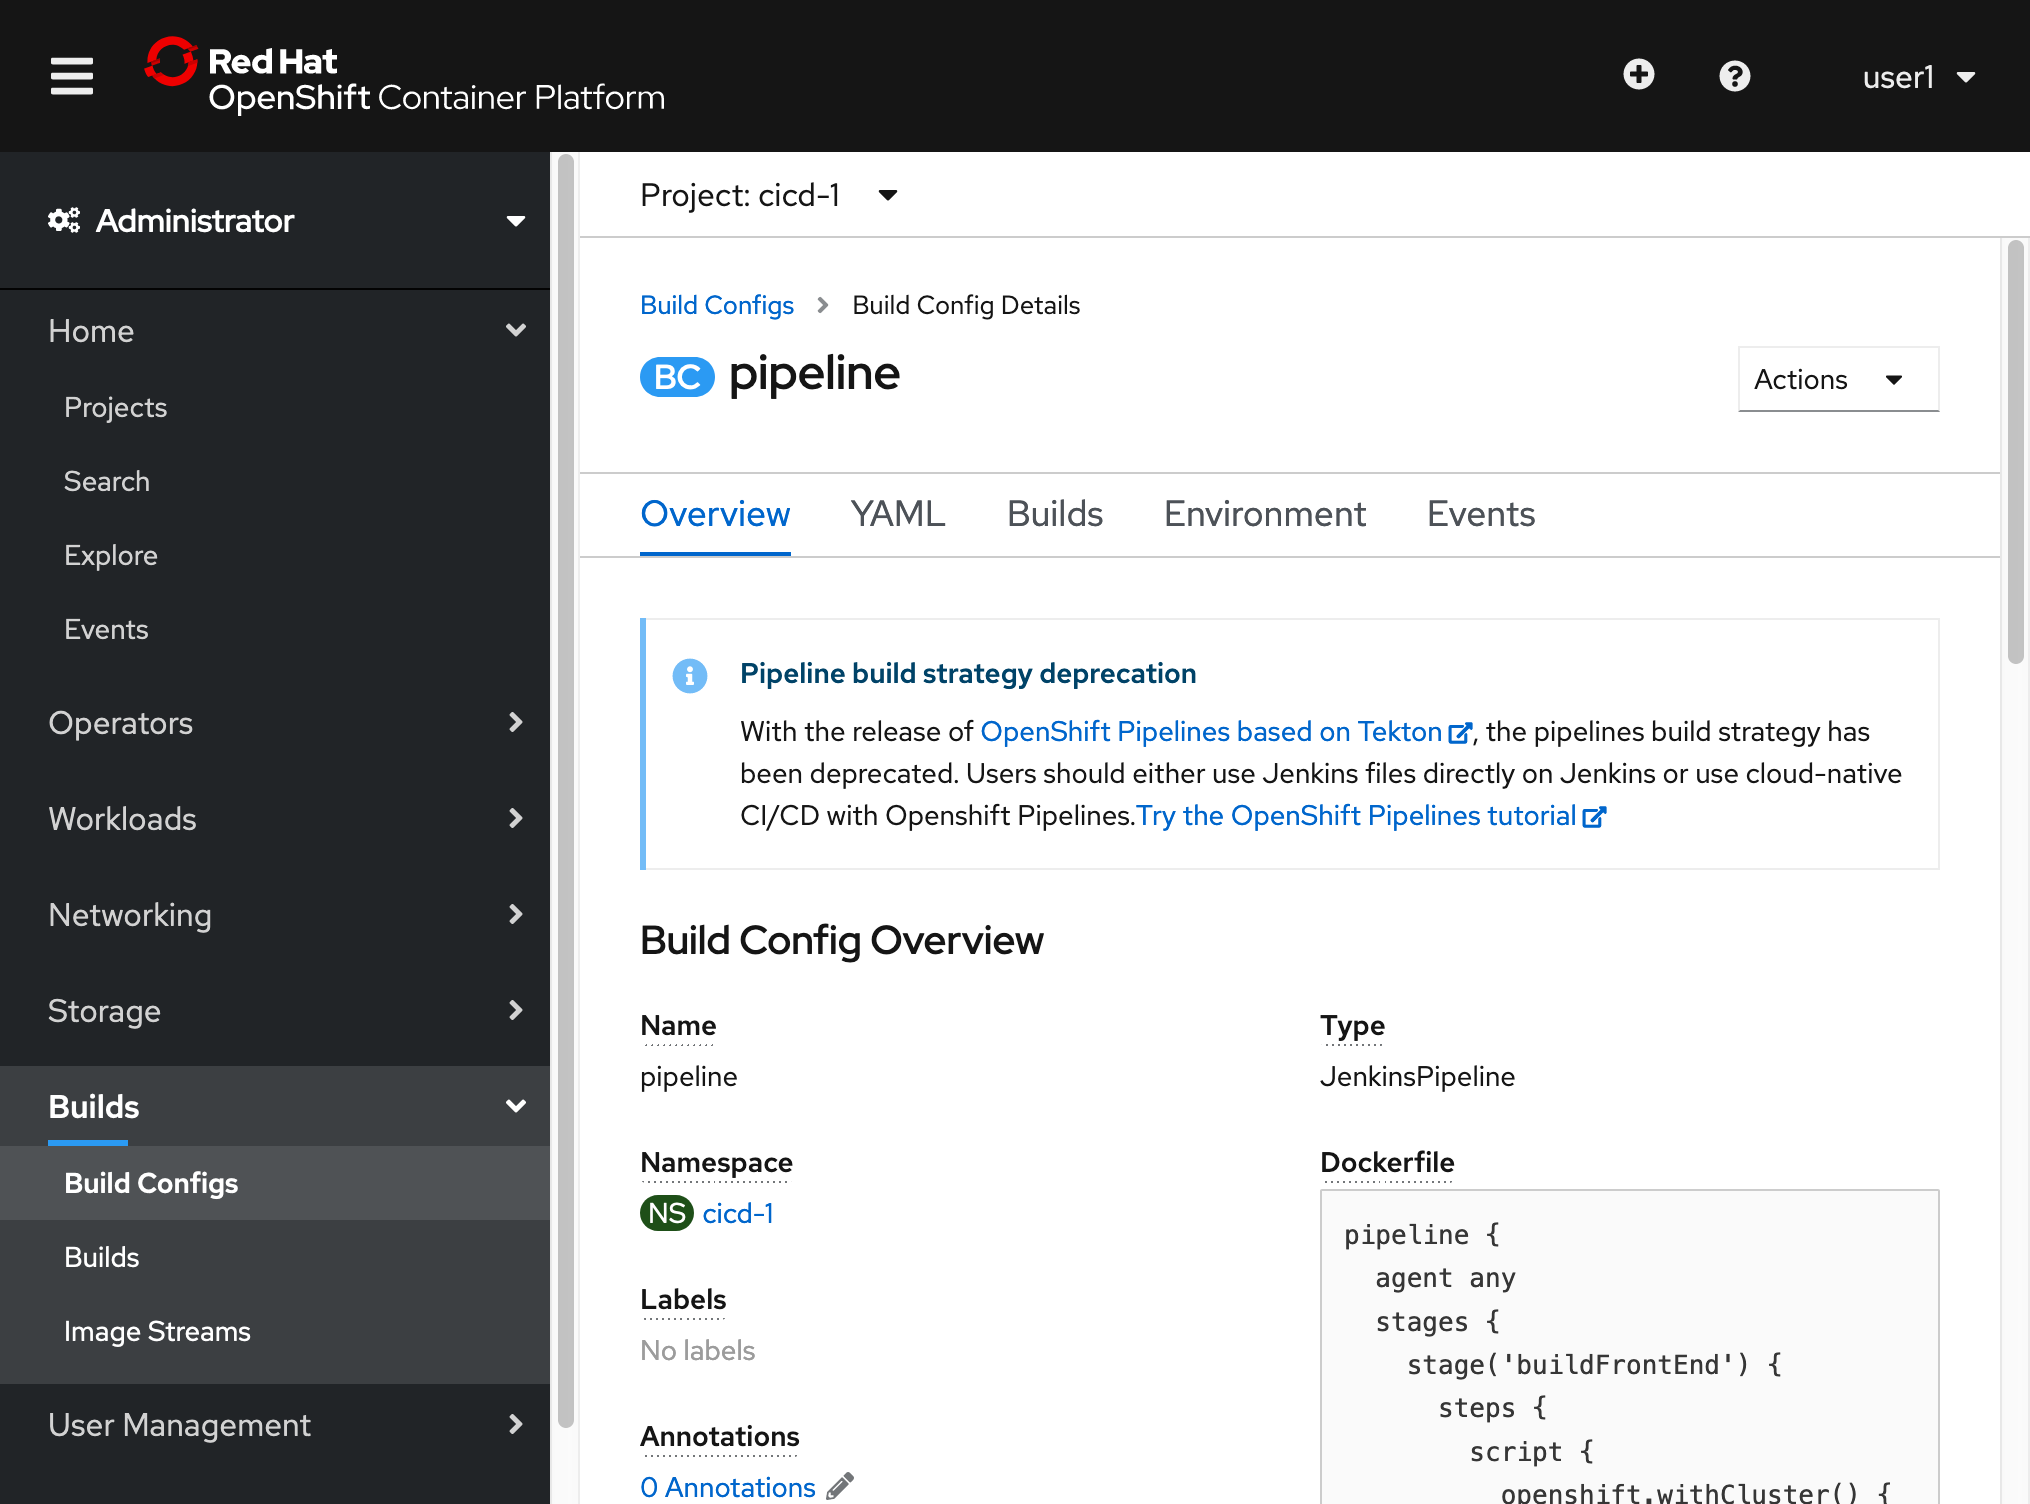 Red Hat
OpenShift Container Platform
user1
Administrator
Home
Projects
Search
Explore
Events
Operators
Workloads
Networking
Storage
Builds
Build Configs
Builds
Image Streams
User Management
Project: cicd-1
Build Configs > Build Config Details
BC pipeline
Actions
Overview YAML Builds Environment Events
Pipeline build strategy deprecation
With the release of OpenShift Pipelines based on Tekton, the pipelines build strategy has
been deprecated. Users should either use Jenkins files directly on Jenkins or use cloud-native
CI/CD with Openshift Pipelines.Try the OpenShift Pipelines tutorial
Build Config Overview
Name
pipeline
Namespace
NS cicd-1
Labels
No labels
Annotations
0 Annotations
Type
JenkinsPipeline
Dockerfile
pipeline {
  agent any
  stages {
    stage('buildFrontEnd') {
      steps {
        script {
          openshift.withCluster() {